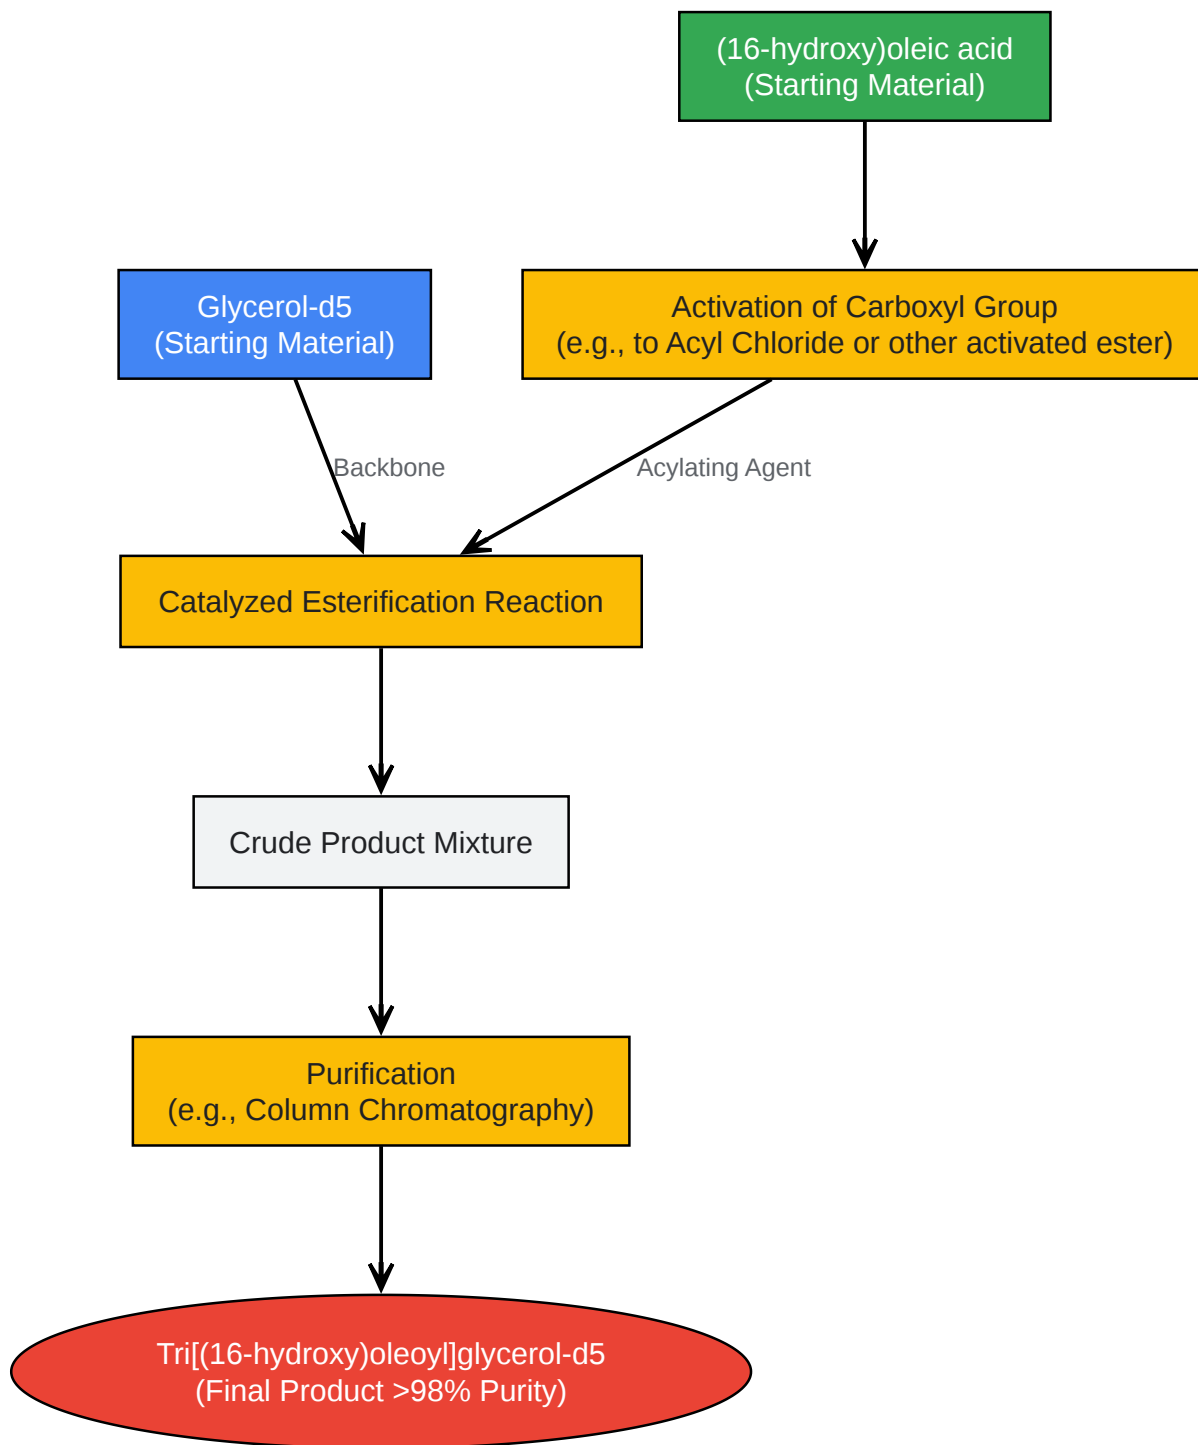 (16-hydroxy)oleic acid
(Starting Material)
Glycerol-d5
(Starting Material)
Activation of Carboxyl Group
(e.g., to Acyl Chloride or other activated ester)
Backbone
Acylating Agent
Catalyzed Esterification Reaction
Crude Product Mixture
Purification
(e.g., Column Chromatography)
Tri[(16-hydroxy)oleoyl]glycerol-d5
(Final Product >98% Purity)